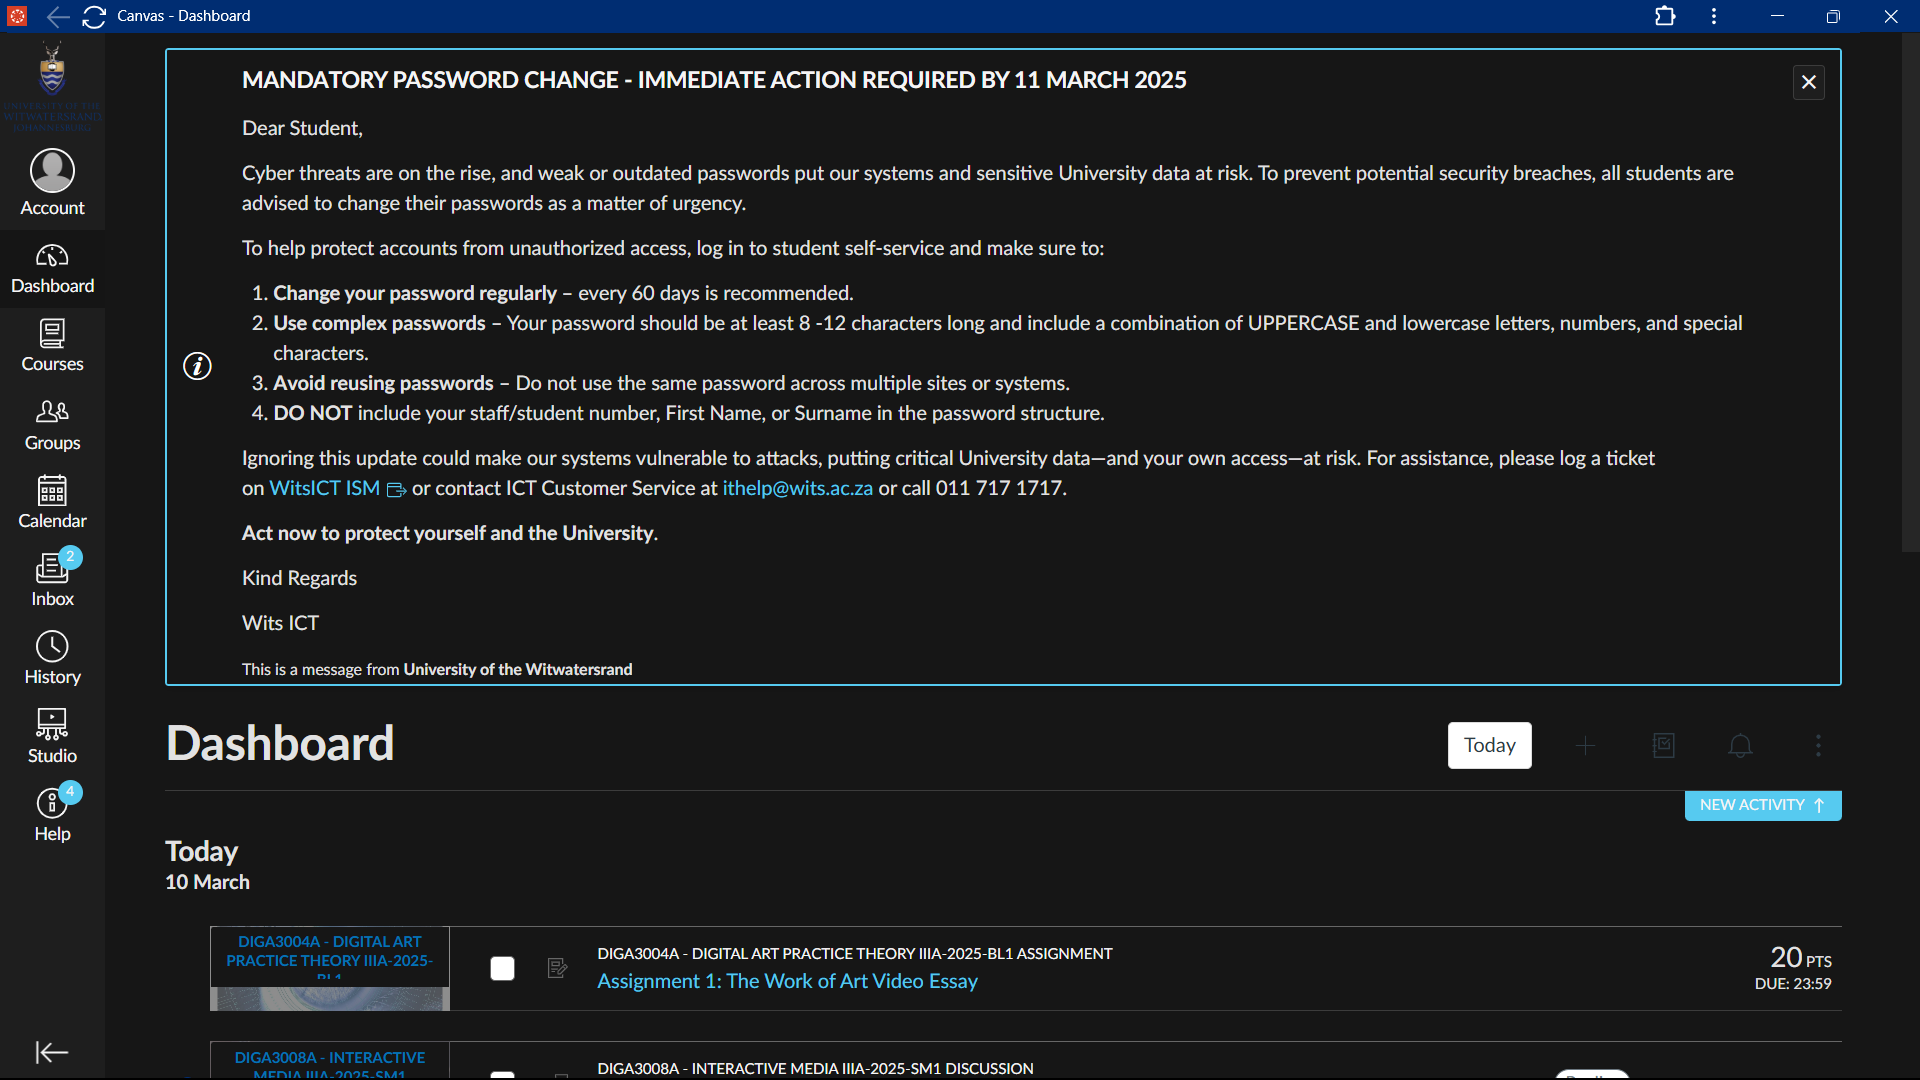 Canvas - Dashboard
UNIVERSITY OF THE
WITWATERSRAND
JOHANNESBURG
Account
Dashboard
Courses
Groups
Calendar
2
Inbox
History
Studio
4
Help
MANDATORY PASSWORD CHANGE - IMMEDIATE ACTION REQUIRED BY 11 MARCH 2025
Dear Student,
Cyber threats are on the rise, and weak or outdated passwords put our systems and sensitive University data at risk. To prevent potential security breaches, all students are
advised to change their passwords as a matter of urgency.
To help protect accounts from unauthorized access, log in to student self-service and make sure to:
1. Change your password regularly – every 60 days is recommended.
2. Use complex passwords – Your password should be at least 8 -12 characters long and include a combination of UPPERCASE and lowercase letters, numbers, and special
characters.
3. Avoid reusing passwords – Do not use the same password across multiple sites or systems.
4. DO NOT include your staff/student number, First Name, or Surname in the password structure.
Ignoring this update could make our systems vulnerable to attacks, putting critical University data—and your own access—at risk. For assistance, please log a ticket
on WitsICT ISM or contact ICT Customer Service at ithelp@wits.ac.za or call 011 717 1717.
Act now to protect yourself and the University.
Kind Regards
Wits ICT
This is a message from University of the Witwatersrand
Dashboard
Today
NEW ACTIVITY
Today
10 March
DIGA3004A - DIGITAL ART
PRACTICE THEORY IIIA-2025-
BL1
DIGA3004A - DIGITAL ART PRACTICE THEORY IIIA-2025-BL1 ASSIGNMENT
Assignment 1: The Work of Art Video Essay
20 PTS
DUE: 23:59
DIGA3008A - INTERACTIVE
MEDIA IIIA-2025-SM1
DIGA3008A - INTERACTIVE MEDIA IIIA-2025-SM1 DISCUSSION